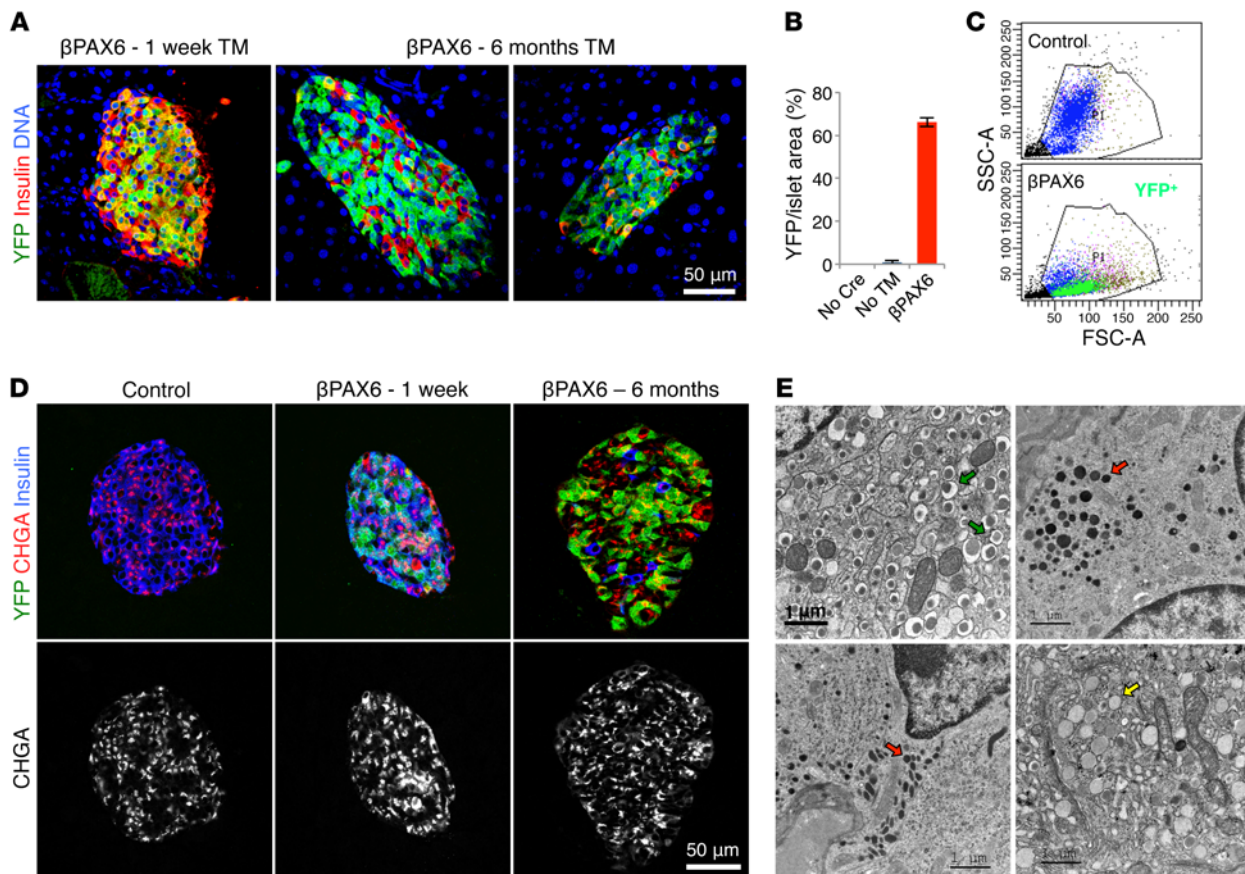 A
βPAX6 - 1 week TM
βPAX6 - 6 months TM
YFP Insulin DNA
50 µm
B
YFP/islet area (%)
80
60
40
20
0
No Cre
No TM
βPAX6
C
Control
P1
βPAX6
YFP⁺
P1
SSC-A
50 100 150 200 250
50 100 150 200 250
50 100 150 200 250
FSC-A
D
Control
βPAX6 - 1 week
βPAX6 – 6 months
YFP CHGA Insulin
CHGA
50 µm
E
1 µm
1 µm
1 µm
1 µm